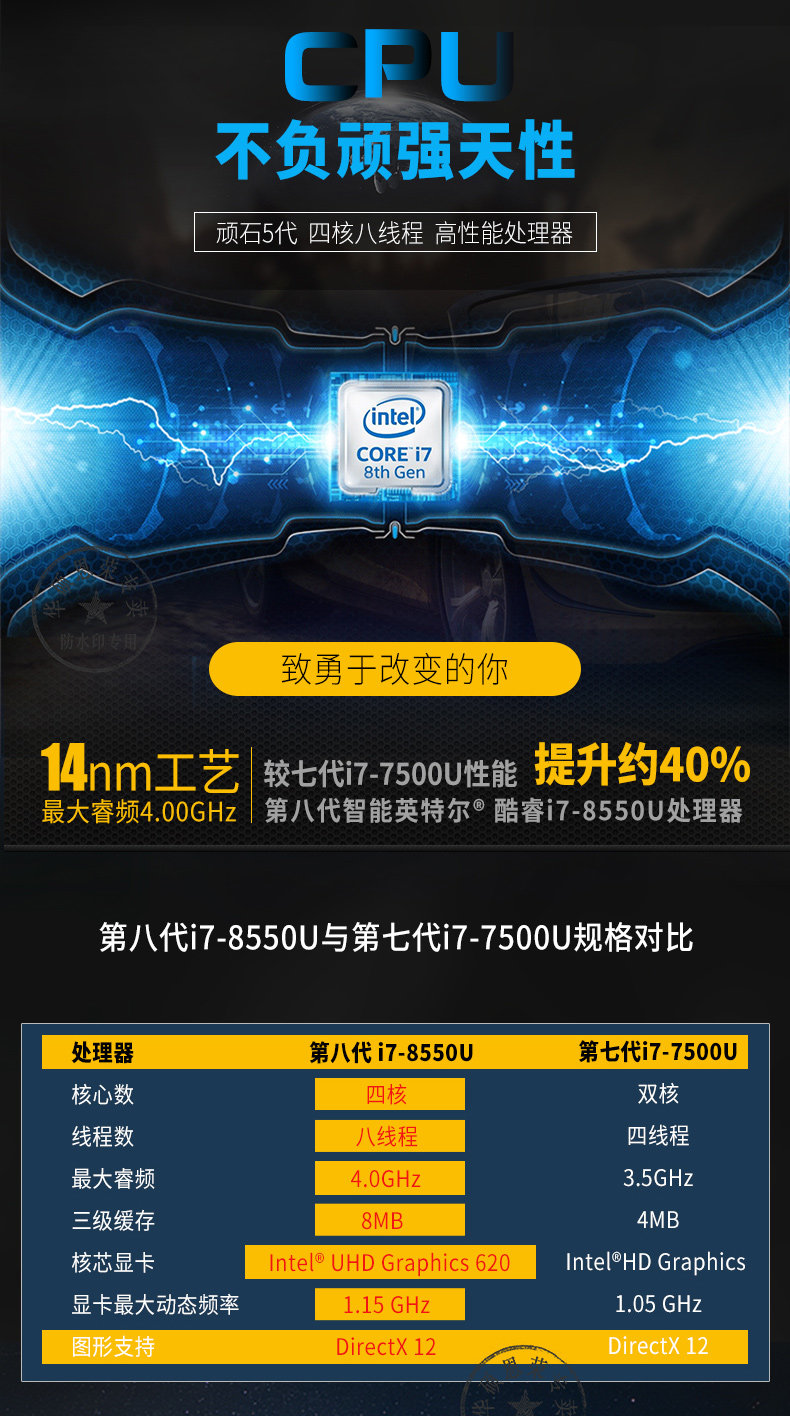 CPU
不负顽强天性
顽石5代 四核八线程 高性能处理器
intel®
CORE™ i7
8th Gen
防水印专用
致勇于改变的你
14nm工艺
最大睿频4.00GHz
较七代i7-7500U性能 提升约40%
第八代智能英特尔® 酷睿i7-8550U处理器
第八代i7-8550U与第七代i7-7500U规格对比
处理器 第八代 i7-8550U 第七代i7-7500U
核心数 四核 双核
线程数 八线程 四线程
最大睿频 4.0GHz 3.5GHz
三级缓存 8MB 4MB
核芯显卡 Intel® UHD Graphics 620 Intel®HD Graphics
显卡最大动态频率 1.15 GHz 1.05 GHz
图形支持 DirectX 12 DirectX 12